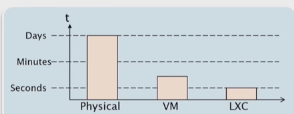 t
Days
Minutes
Seconds
Physical VM LXC